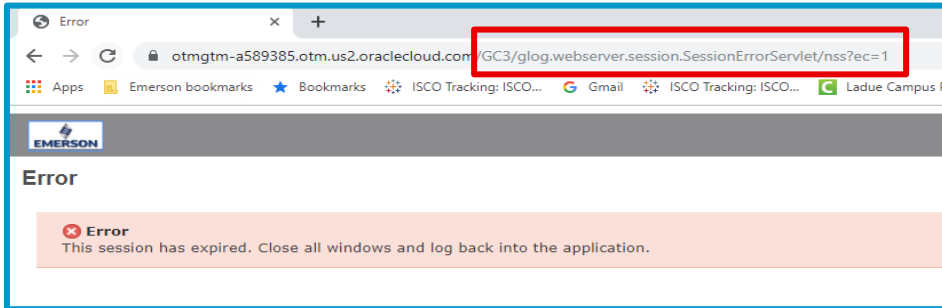 Error
otmgtm-a589385.otm.us2.oraclecloud.com/GC3/glog.webserver.session.SessionErrorServlet/nss?ec=1
Apps Emerson bookmarks Bookmarks ISCO Tracking: ISCO... Gmail ISCO Tracking: ISCO... Ladue Campus
EMERSON
Error
Error
This session has expired. Close all windows and log back into the application.